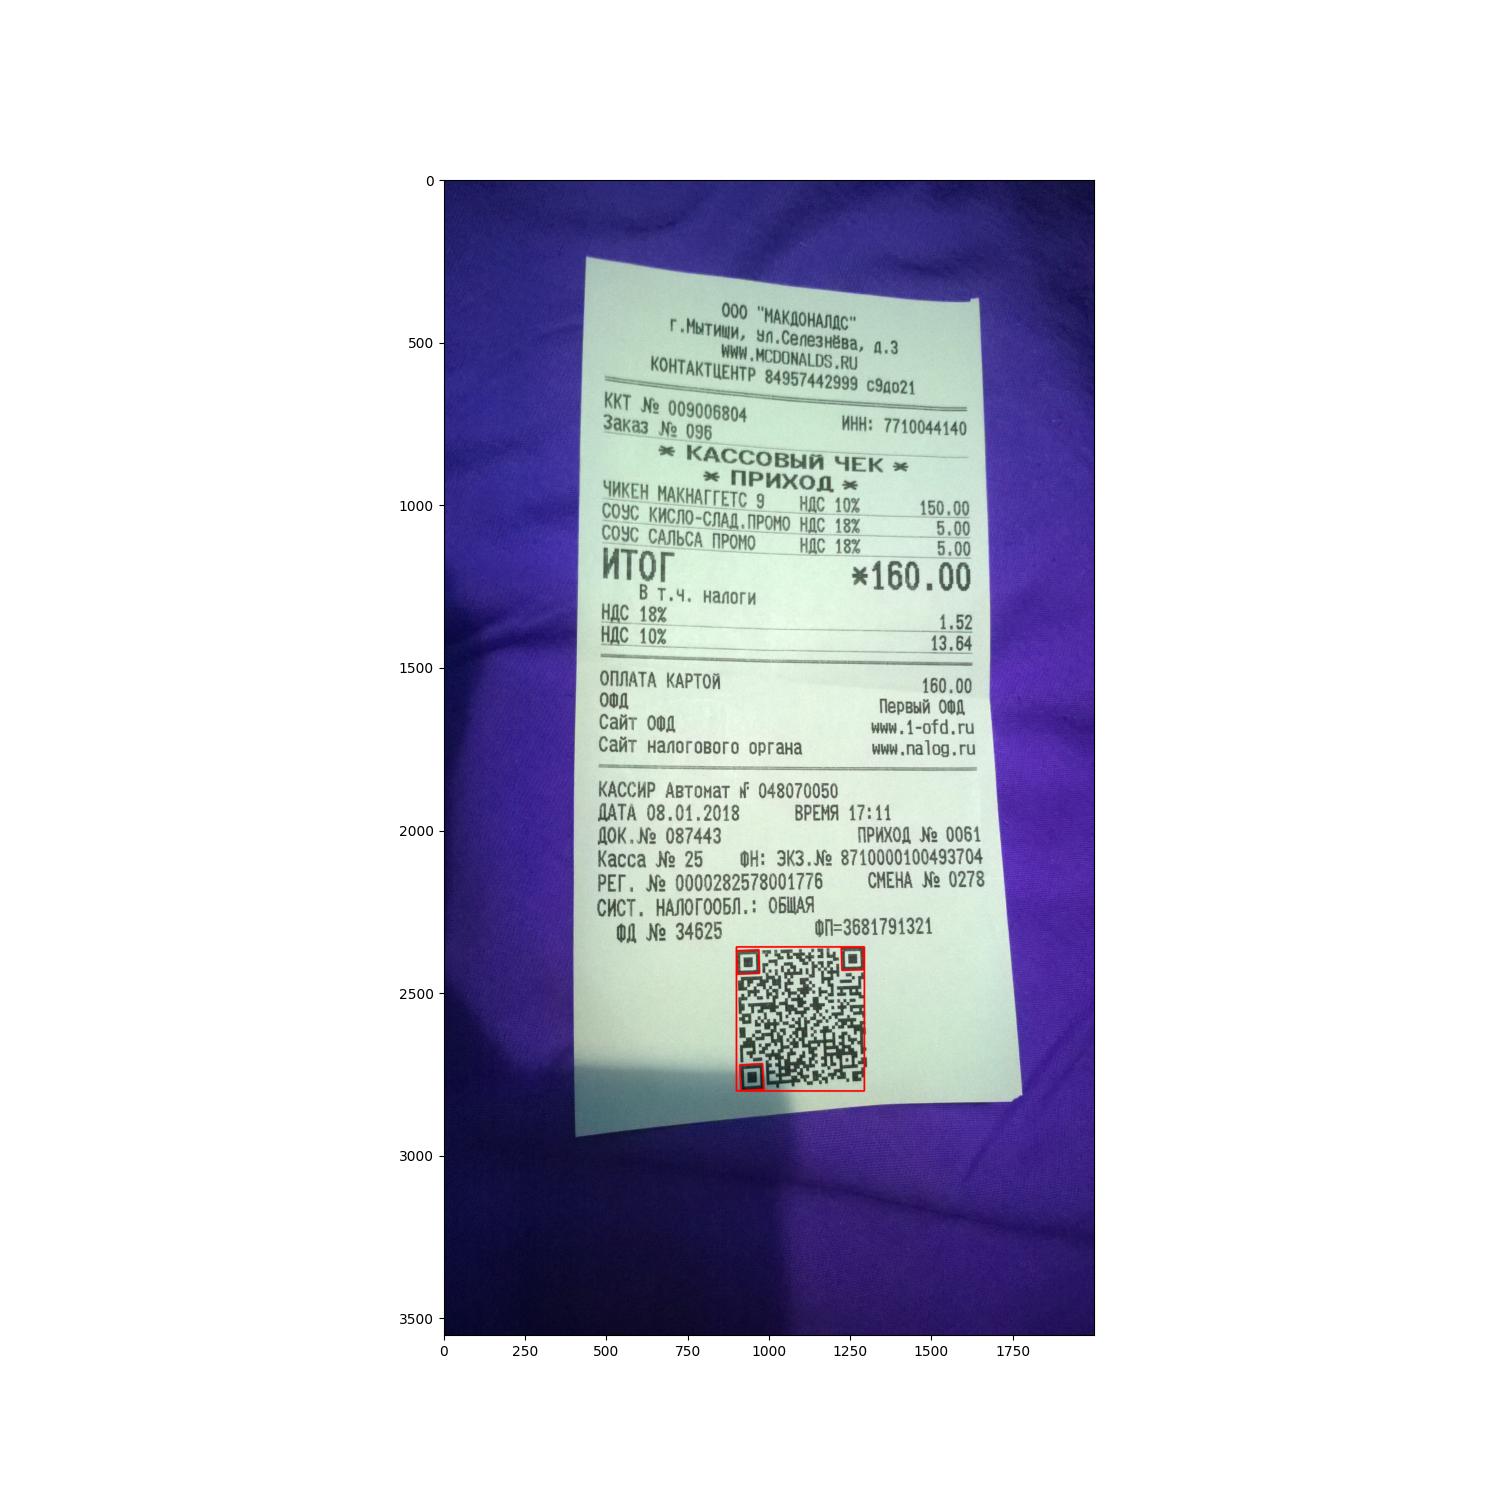 0
500
1000
1500
2000
2500
3000
3500
0 250 500 750 1000 1250 1500 1750
ООО "МАКДОНАЛДС"
г.Мытищи, ул.Селезнёва, д.3
WWW.MCDONALDS.RU
КОНТАКТЦЕНТР 84957442999 с9до21
ККТ № 009006804 ИНН: 7710044140
Заказ № 096
* КАССОВЫЙ ЧЕК *
* ПРИХОД *
ЧИКЕН МАКНАГГЕТС 9 НДС 10% 150.00
СОУС КИСЛО-СЛАД.ПРОМО НДС 18% 5.00
СОУС САЛЬСА ПРОМО НДС 18% 5.00
ИТОГ *160.00
В т.ч. налоги
НДС 18% 1.52
НДС 10% 13.64
ОПЛАТА КАРТОЙ 160.00
ОФД Первый ОФД
Сайт ОФД www.1-ofd.ru
Сайт налогового органа www.nalog.ru
КАССИР Автомат № 048070050
ДАТА 08.01.2018 ВРЕМЯ 17:11
ДОК.№ 087443 ПРИХОД № 0061
Касса № 25 ФН: ЭКЗ.№ 8710000100493704
РЕГ. № 0000282578001776 СМЕНА № 0278
СИСТ. НАЛОГООБЛ.: ОБЩАЯ
ФД № 34625 ФП=3681791321